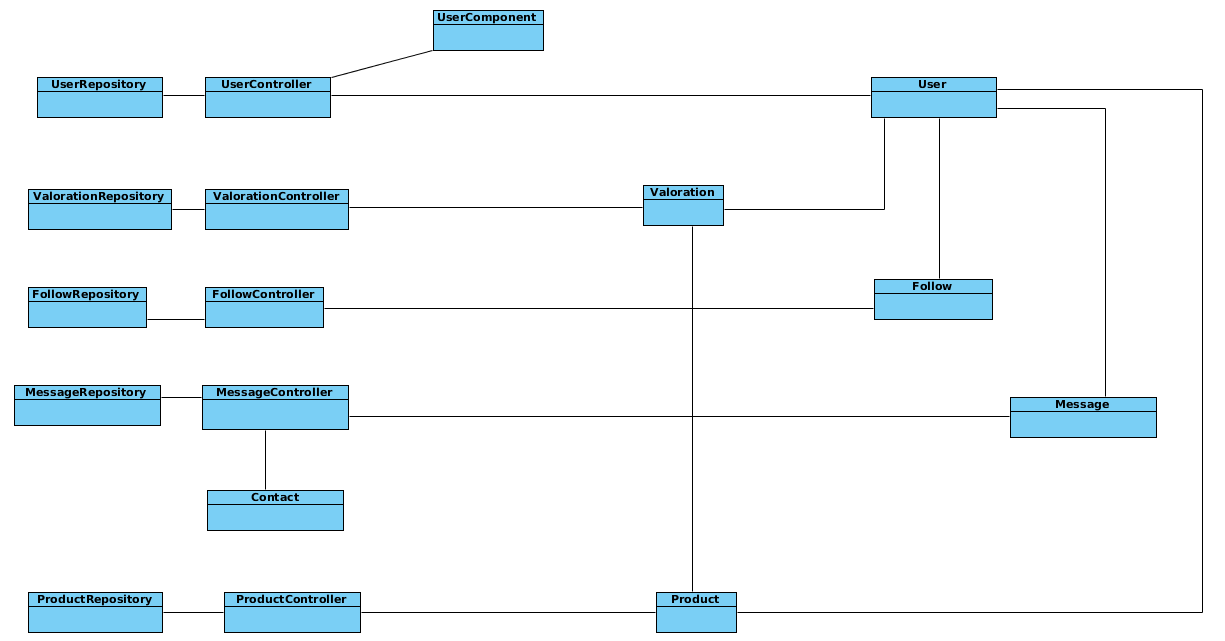 UserComponent
UserRepository
UserController
User
ValorationRepository
ValorationController
Valoration
FollowRepository
FollowController
Follow
MessageRepository
MessageController
Message
Contact
ProductRepository
ProductController
Product